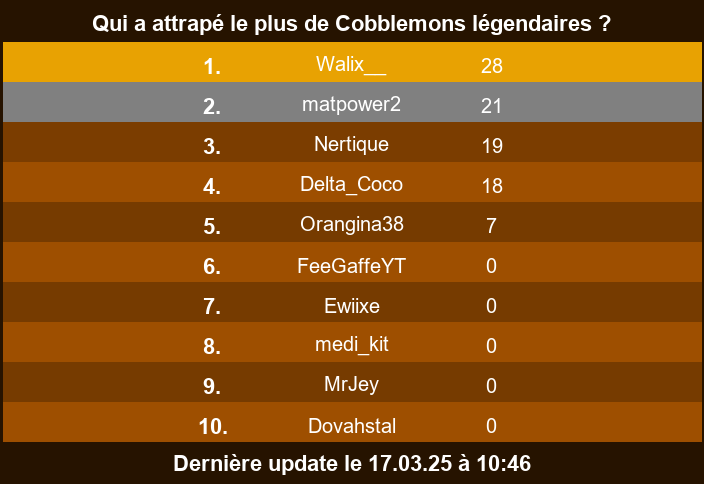 Qui a attrapé le plus de Cobblemons légendaires ?
1. Walix__ 28
2. matpower2 21
3. Nertique 19
4. Delta_Coco 18
5. Orangina38 7
6. FeeGaffeYT 0
7. Ewiixe 0
8. medi_kit 0
9. MrJey 0
10. Dovahstal 0
Dernière update le 17.03.25 à 10:46